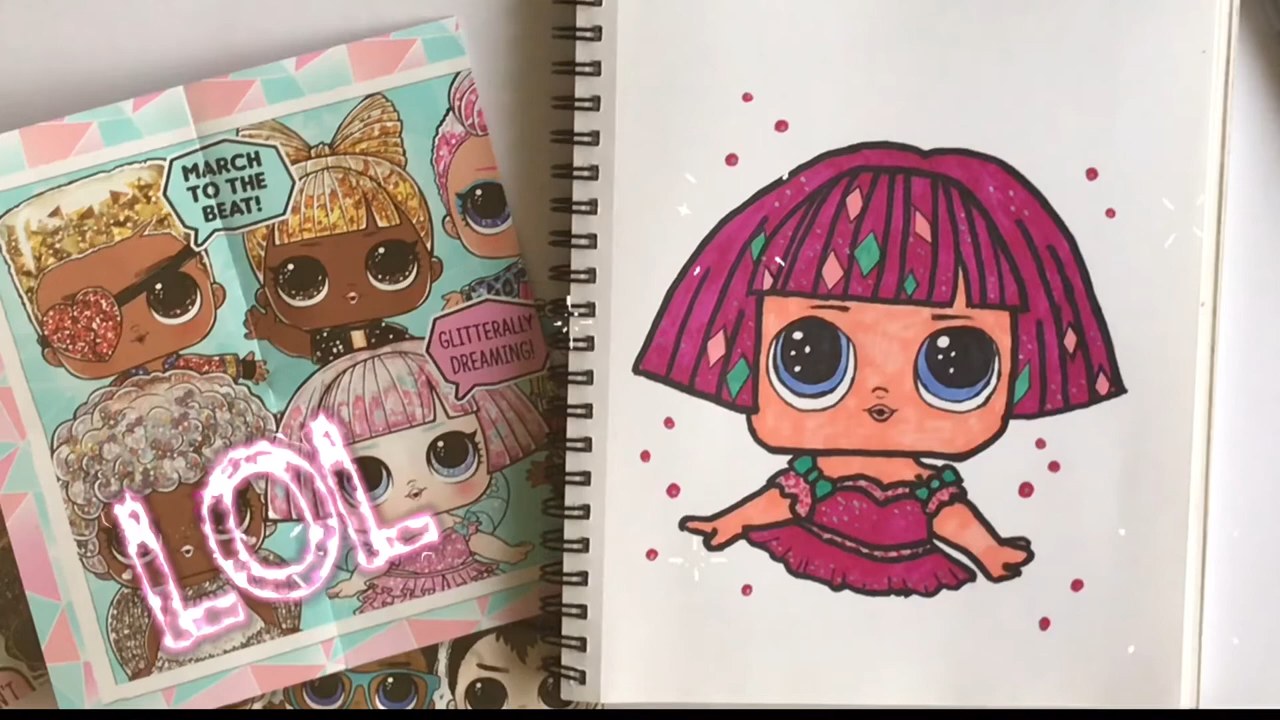 MARCH
TO THE
BEAT!
GLITTERALLY
DREAMING!
LOL